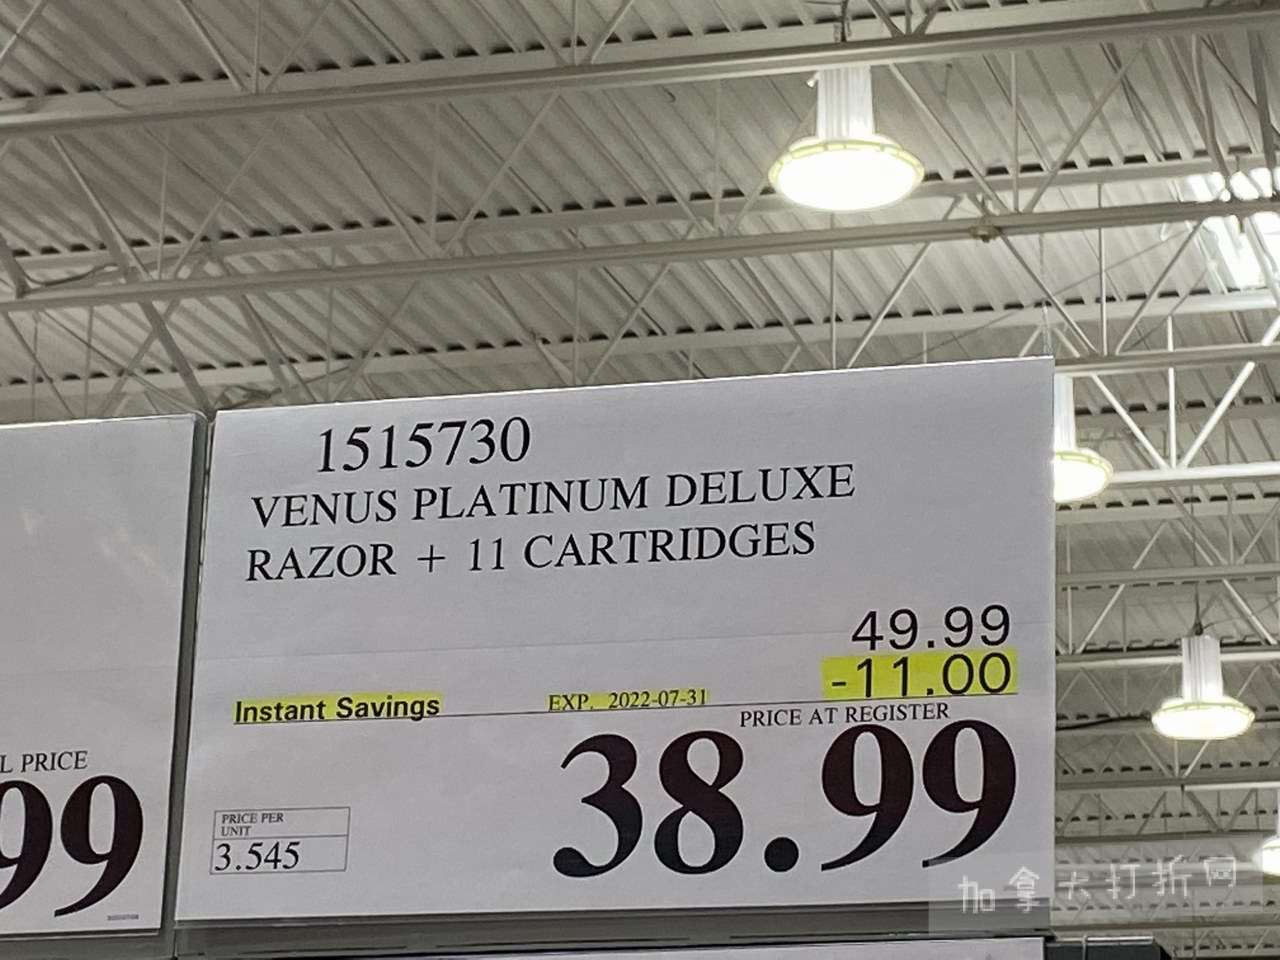 1515730
VENUS PLATINUM DELUXE
RAZOR + 11 CARTRIDGES
49.99
-11.00
Instant Savings EXP. 2022-07-31
PRICE AT REGISTER
38.99
PRICE PER
UNIT
3.545
L PRICE
99
加拿大打折网